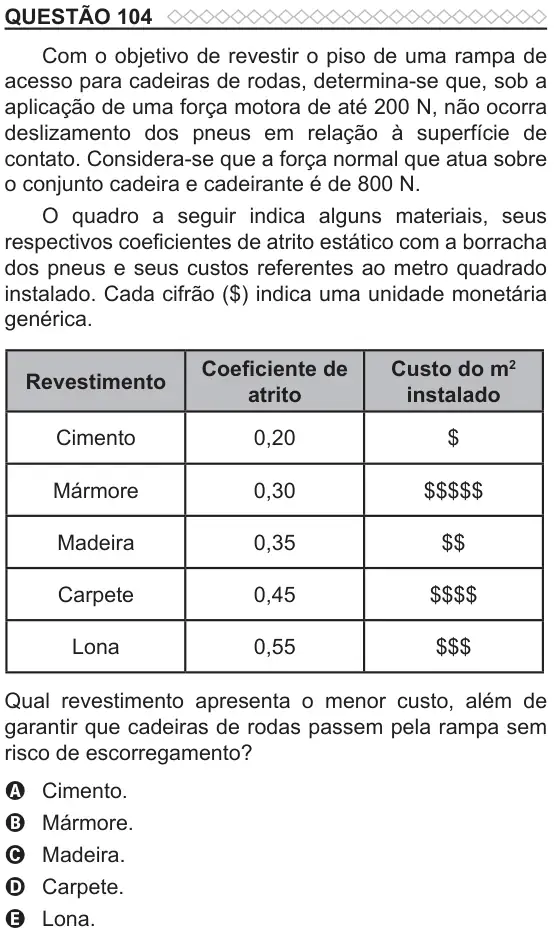 QUESTÃO 104
Com o objetivo de revestir o piso de uma rampa de
acesso para cadeiras de rodas, determina-se que, sob a
aplicação de uma força motora de até 200 N, não ocorra
deslizamento dos pneus em relação à superfície de
contato. Considera-se que a força normal que atua sobre
o conjunto cadeira e cadeirante é de 800 N.
O quadro a seguir indica alguns materiais, seus
respectivos coeficientes de atrito estático com a borracha
dos pneus e seus custos referentes ao metro quadrado
instalado. Cada cifrão ($) indica uma unidade monetária
genérica.
Revestimento Coeficiente de atrito Custo do m² instalado
Cimento 0,20 $
Mármore 0,30 $$$$$
Madeira 0,35 $$
Carpete 0,45 $$$$
Lona 0,55 $$$
Qual revestimento apresenta o menor custo, além de
garantir que cadeiras de rodas passem pela rampa sem
risco de escorregamento?
A Cimento.
B Mármore.
C Madeira.
D Carpete.
E Lona.